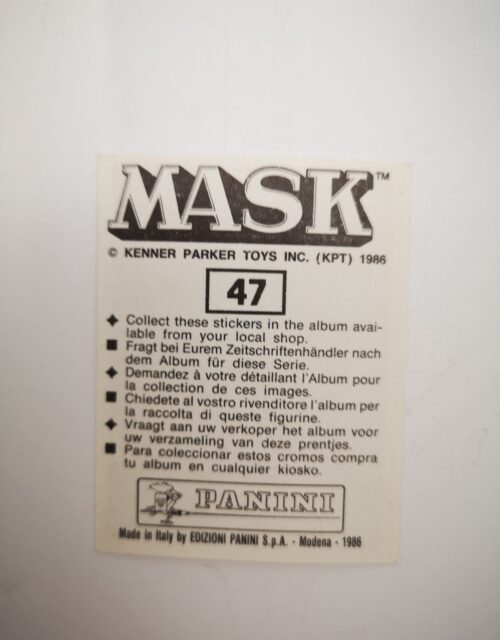 MASK™
© KENNER PARKER TOYS INC. (KPT) 1986
47
◆ Collect these stickers in the album avai-
lable from your local shop.
■ Fragt bei Eurem Zeitschriftenhändler nach
dem Album für diese Serie.
◆ Demandez à votre détaillant l'Album pour
la collection de ces images.
■ Chiedete al vostro rivenditore l'album per
la raccolta di queste figurine.
◆ Vraagt aan uw verkoper het album voor
uw verzameling van deze prentjes.
■ Para coleccionar estos cromos compra
tu album en cualquier kiosko.
PANINI
Made in Italy by EDIZIONI PANINI S.p.A. - Modena - 1986